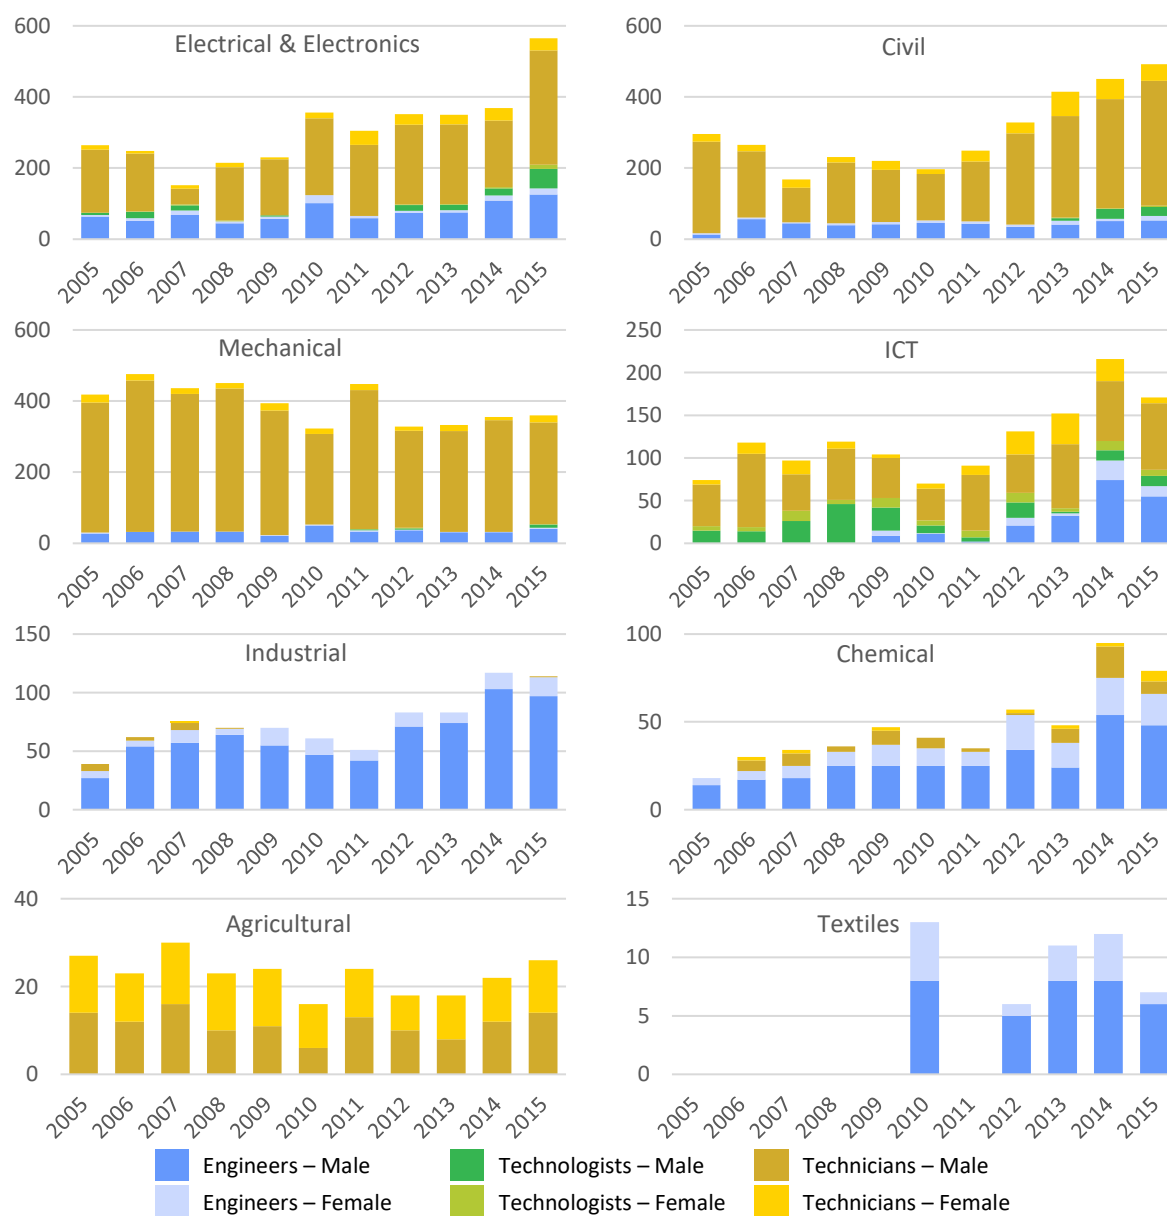 Electrical & Electronics
600
400
200
0
2005 2006 2007 2008 2009 2010 2011 2012 2013 2014 2015
Civil
600
400
200
0
2005 2006 2007 2008 2009 2010 2011 2012 2013 2014 2015
Mechanical
600
400
200
0
2005 2006 2007 2008 2009 2010 2011 2012 2013 2014 2015
ICT
250
200
150
100
50
0
2005 2006 2007 2008 2009 2010 2011 2012 2013 2014 2015
Industrial
150
100
50
0
2005 2006 2007 2008 2009 2010 2011 2012 2013 2014 2015
Chemical
100
50
0
2005 2006 2007 2008 2009 2010 2011 2012 2013 2014 2015
Agricultural
40
20
0
2005 2006 2007 2008 2009 2010 2011 2012 2013 2014 2015
Textiles
15
10
5
0
2005 2006 2007 2008 2009 2010 2011 2012 2013 2014 2015
Engineers – Male
Technologists – Male
Technicians – Male
Engineers – Female
Technologists – Female
Technicians – Female